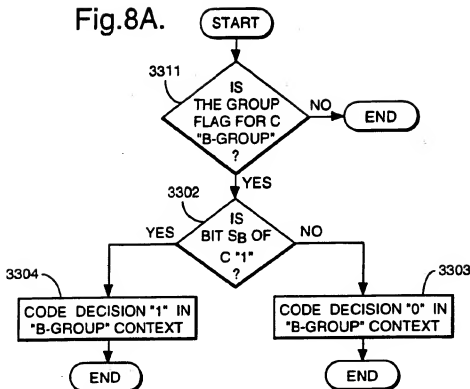 Fig.8A.
START
3311
IS
THE GROUP
FLAG FOR C
"B-GROUP"
?
NO
END
YES
3302
IS
BIT SB OF
C "1"
?
YES
NO
3304
3303
CODE DECISION "1" IN
"B-GROUP" CONTEXT
CODE DECISION "0" IN
"B-GROUP" CONTEXT
END
END